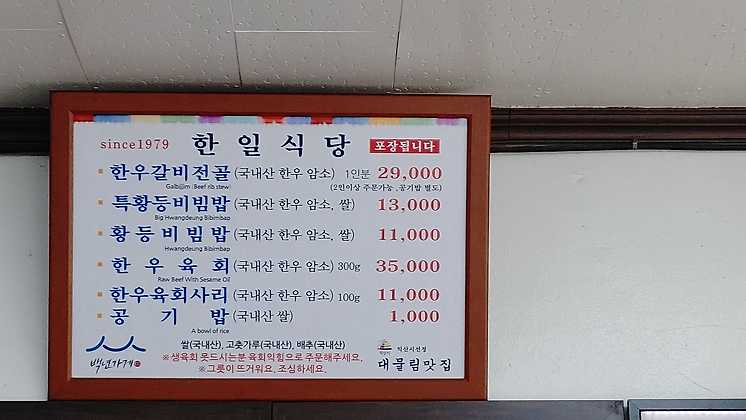 since1979 한일식당 포장됩니다
한우갈비전골(국내산 한우 암소) 1인분 29,000
Galbijjim (Beef rib stew) (2인이상 주문가능 ,공기밥 별도)
특황등비빔밥(국내산 한우 암소, 쌀) 13,000
Big Hwangdeung Bibimbap
황등비빔밥(국내산 한우 암소, 쌀) 11,000
Hwangdeung Bibimbap
한우육회(국내산 한우 암소) 300g 35,000
Raw Beef With Sesame Oil
한우육회사리(국내산 한우 암소) 100g 11,000
공기밥(국내산 쌀) 1,000
A bowl of rice
쌀(국내산), 고춧가루(국내산), 배추(국내산)
※생육회 못드시는분 육회익힘으로 주문해주세요.
※그릇이 뜨거워요. 조심하세요.
백년가게
익산시선정
대물림맛집